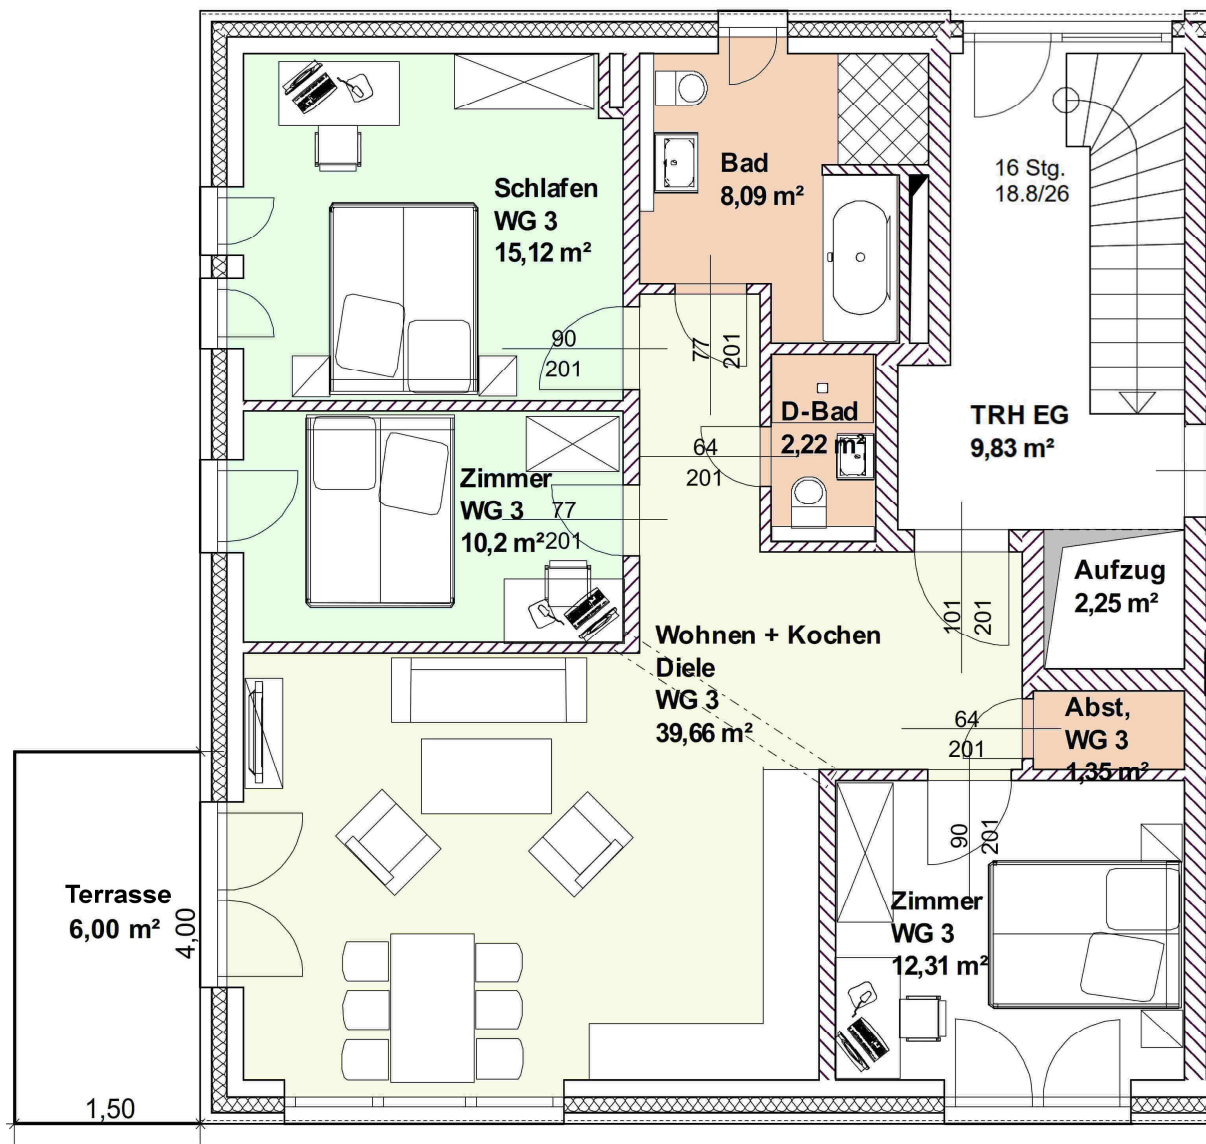 Schlafen
WG 3
15,12 m²
Bad
8,09 m²
16 Stg.
18.8/26
90
201
77
201
D-Bad
2,22 m²
64
201
TRH EG
9,83 m²
Zimmer
WG 3
10,2 m²
77
201
Aufzug
2,25 m²
101
201
Wohnen + Kochen
Diele
WG 3
39,66 m²
64
201
Abst,
WG 3
1,35 m²
90
201
Terrasse
6,00 m²
4,00
Zimmer
WG 3
12,31 m²
1,50